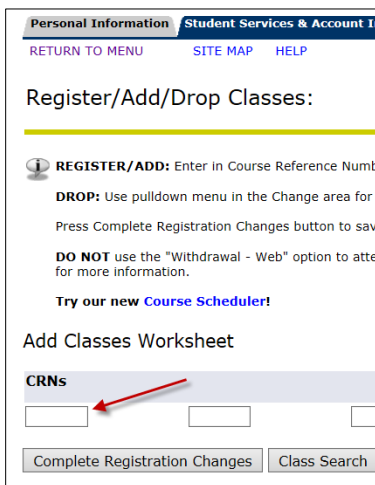 Personal Information Student Services & Account
RETURN TO MENU SITE MAP HELP
Register/Add/Drop Classes:
REGISTER/ADD: Enter in Course Reference
DROP: Use pulldown menu in the Change area for
Press Complete Registration Changes button to
DO NOT use the "Withdrawal - Web" option to
for more information.
Try our new Course Scheduler!
Add Classes Worksheet
CRNs
Complete Registration Changes Class Search